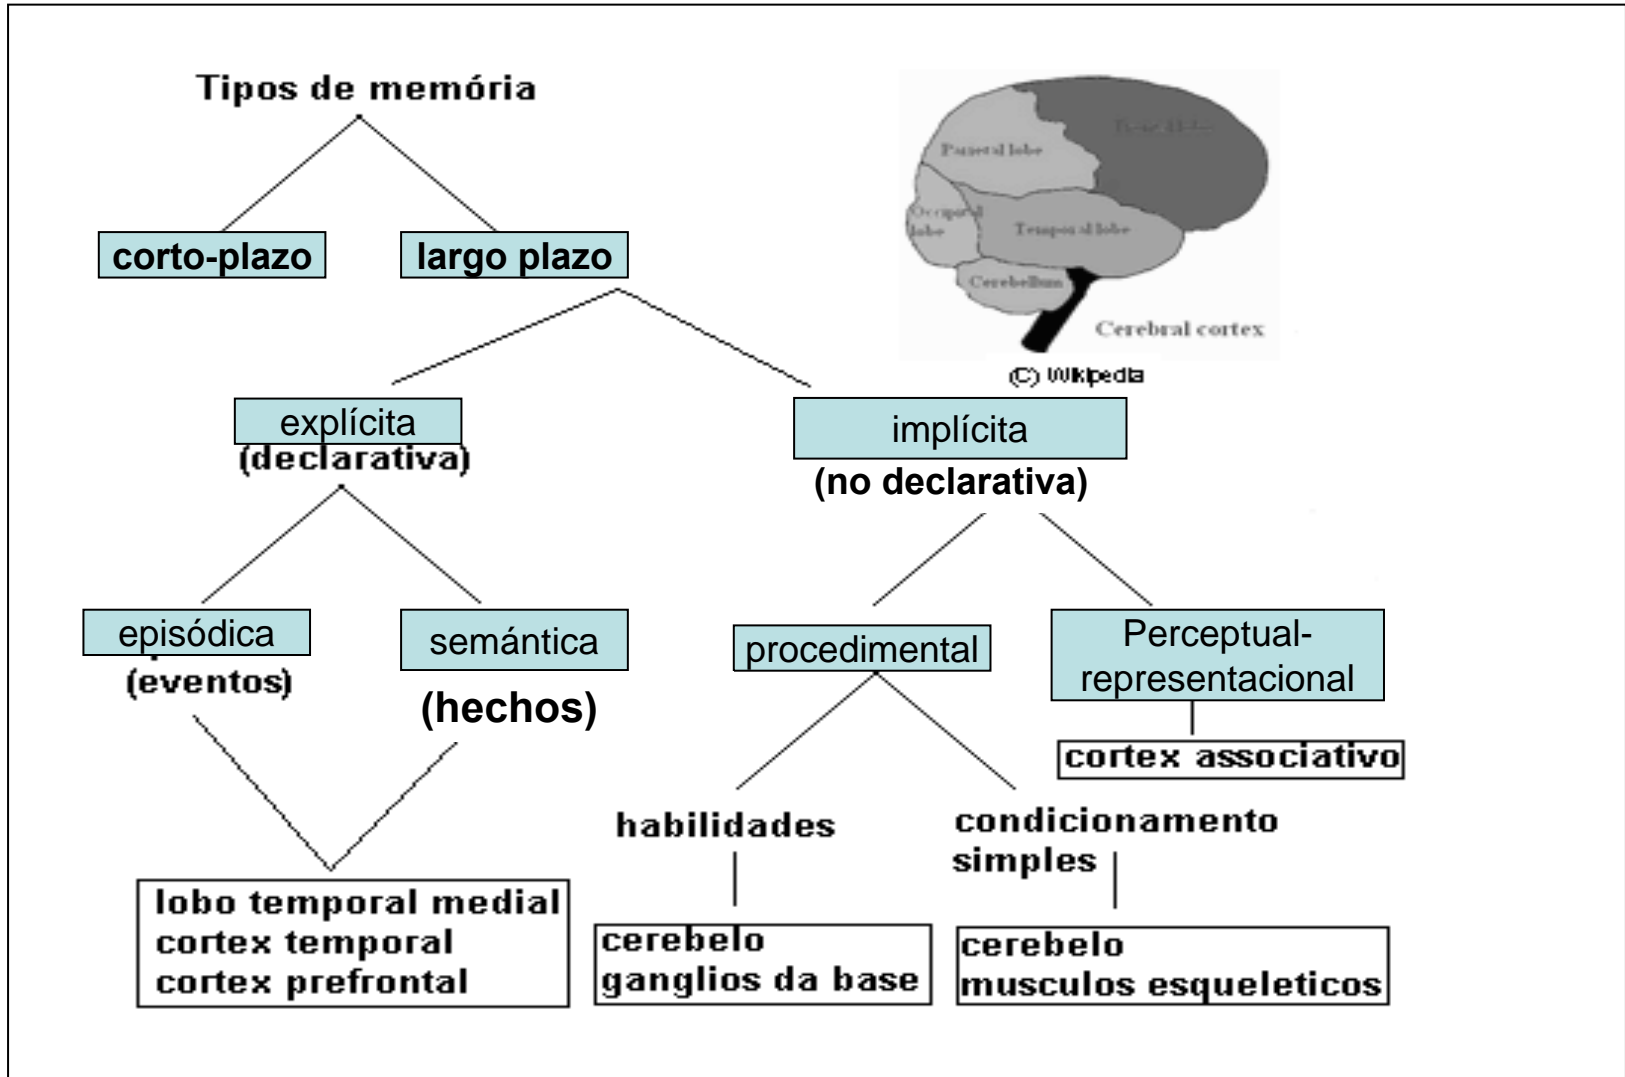 Tipos de memória
corto-plazo
largo plazo
Parietal lobe
Occipital
lobe
Temporal lobe
Cerebellum
Cerebral cortex
(C) Wikipedia
explícita
(declarativa)
implícita
(no declarativa)
episódica
(eventos)
semántica
(hechos)
procedimental
Perceptual-
representacional
cortex associativo
habilidades
condicionamento
simples
lobo temporal medial
cortex temporal
cortex prefrontal
cerebelo
ganglios da base
cerebelo
musculos esqueleticos